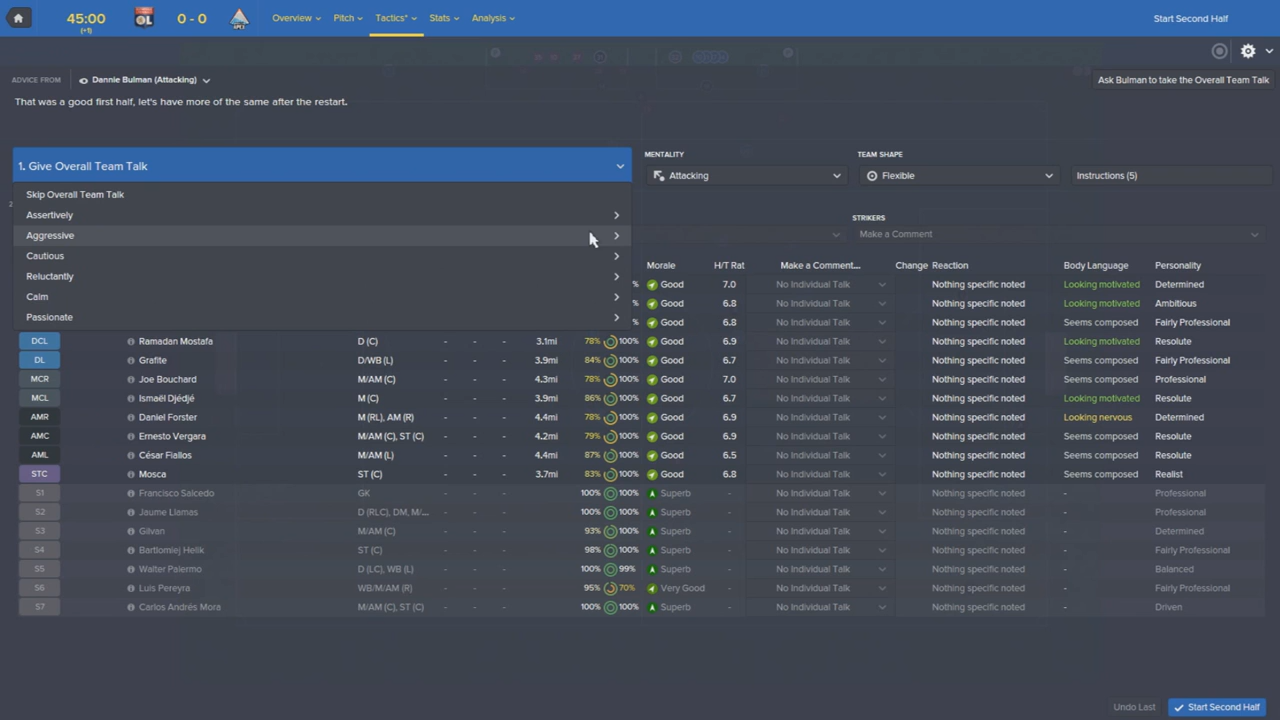 45:00
(+1)
0 - 0
Overview
Pitch
Tactics*
Stats
Analysis
Start Second Half
ADVICE FROM
Dannie Bulman (Attacking)
Ask Bulman to take the Overall Team Talk
That was a good first half, let's have more of the same after the restart.
1. Give Overall Team Talk
MENTALITY
TEAM SHAPE
Attacking
Flexible
Instructions (5)
Skip Overall Team Talk
Assertively
Aggressive
Cautious
Reluctantly
Calm
Passionate
STRIKERS
Make a Comment
Morale H/T Rat Make a Comment... Change Reaction Body Language Personality
% Good 7.0 No Individual Talk Nothing specific noted Looking motivated Determined
% Good 6.8 No Individual Talk Nothing specific noted Looking motivated Ambitious
% Good 6.8 No Individual Talk Nothing specific noted Seems composed Fairly Professional
DCL Ramadan Mostafa D (C) - - - 3.1mi 78% 100% Good 6.9 No Individual Talk Nothing specific noted Looking motivated Resolute
DL Grafite D/WB (L) - - - 3.9mi 84% 100% Good 6.7 No Individual Talk Nothing specific noted Seems composed Fairly Professional
MCR Joe Bouchard M/AM (C) - - - 4.3mi 78% 100% Good 7.0 No Individual Talk Nothing specific noted Seems composed Professional
MCL Ismaël Djédjé M (C) - - - 3.9mi 86% 100% Good 6.7 No Individual Talk Nothing specific noted Looking motivated Resolute
AMR Daniel Forster M (RL), AM (R) - - - 4.4mi 78% 100% Good 6.9 No Individual Talk Nothing specific noted Looking nervous Determined
AMC Ernesto Vergara M/AM (C), ST (C) - - - 4.2mi 79% 100% Good 6.9 No Individual Talk Nothing specific noted Seems composed Resolute
AML César Fiallos M/AM (L) - - - 4.4mi 87% 100% Good 6.5 No Individual Talk Nothing specific noted Seems composed Resolute
STC Mosca ST (C) - - - 3.7mi 83% 100% Good 6.8 No Individual Talk Nothing specific noted Seems composed Realist
S1 Francisco Salcedo GK 100% 100% Superb - No Individual Talk Nothing specific noted - Professional
S2 Jaume Llamas D (RLC), DM, M/... 100% 100% Superb - No Individual Talk Nothing specific noted - Professional
S3 Gilvan M/AM (C) 93% 100% Superb - No Individual Talk Nothing specific noted - Determined
S4 Bartlomiej Helik ST (C) 98% 100% Superb - No Individual Talk Nothing specific noted - Fairly Professional
S5 Walter Palermo D (LC), WB (L) 100% 99% Superb - No Individual Talk Nothing specific noted - Balanced
S6 Luis Pereyra WB/M/AM (R) 95% 70% Very Good - No Individual Talk Nothing specific noted - Fairly Professional
S7 Carlos Andrés Mora M/AM (C), ST (C) 100% 100% Superb - No Individual Talk Nothing specific noted - Driven
Undo Last
Start Second Half